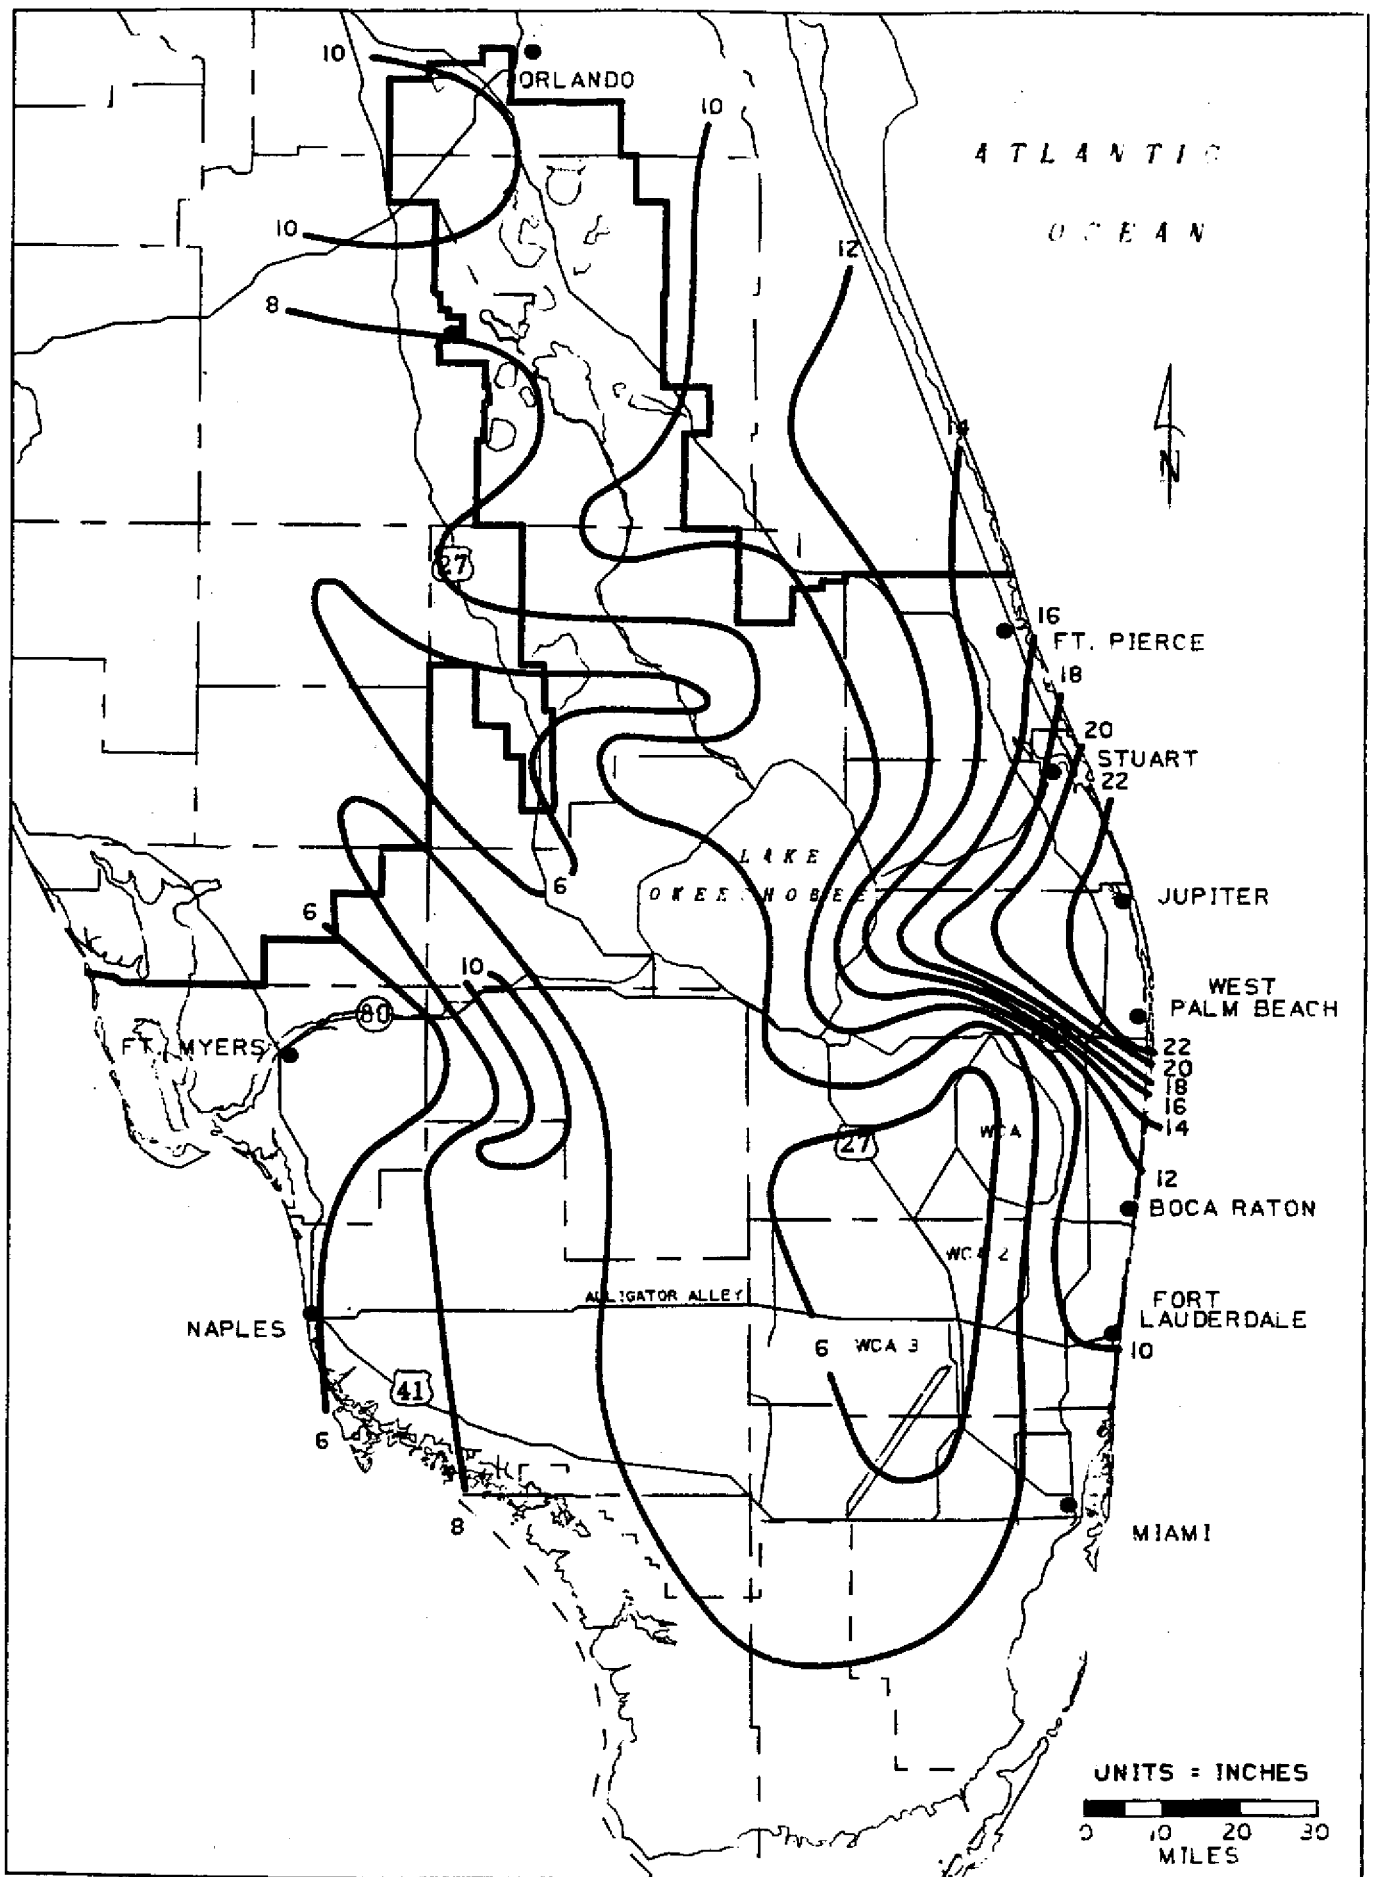 10
ORLANDO
10
ATLANTIC
OCEAN
10
12
8
14
N
27
16
FT. PIERCE
18
20
STUART
22
LAKE
6
JUPITER
6
10
WEST
PALM BEACH
80
FT. MYERS
22
20
18
16
14
27
WCA
12
BOCA RATON
WCA 2
ALLIGATOR ALLEY
FORT
LAUDERDALE
NAPLES
6
WCA 3
10
41
6
8
MIAMI
UNITS = INCHES
0 10 20 30
MILES